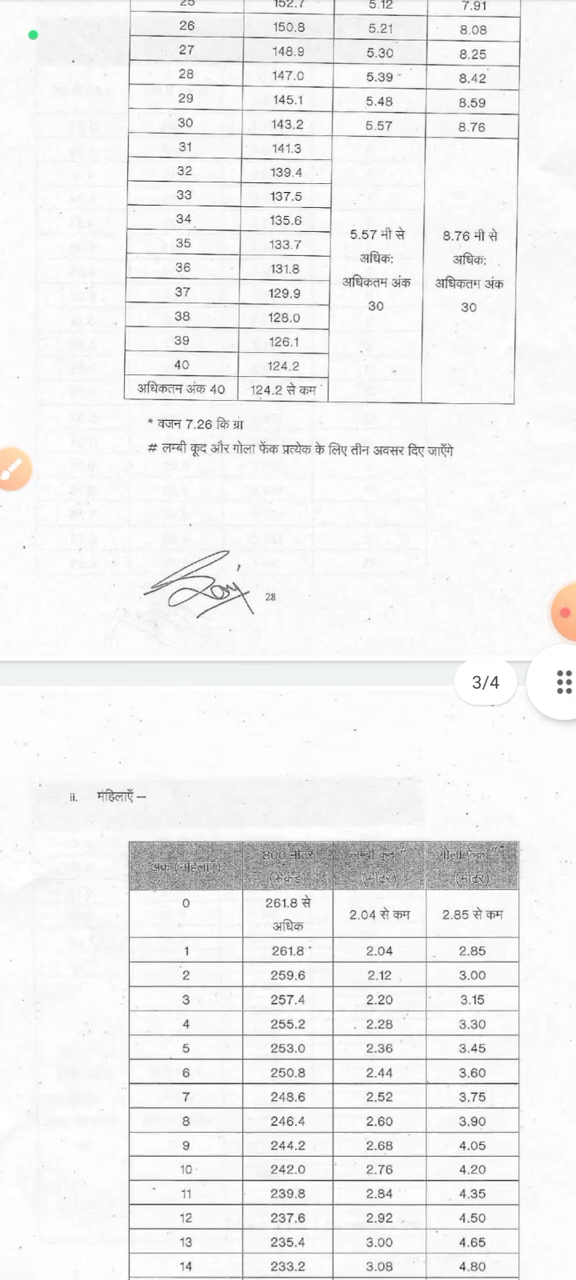 25 152.7 5.12 7.91
26 150.8 5.21 8.08
27 148.9 5.30 8.25
28 147.0 5.39 8.42
29 145.1 5.48 8.59
30 143.2 5.57 8.76
31 141.3
32 139.4
33 137.5
34 135.6
35 133.7
36 131.8
37 129.9
38 128.0
39 126.1
40 124.2
अधिकतम अंक 40 124.2 से कम
5.57 मी से
अधिक:
अधिकतम अंक
30
8.76 मी से
अधिक:
अधिकतम अंक
30
* वजन 7.26 कि ग्रा
# लम्बी कूद और गोला फेंक प्रत्येक के लिए तीन अवसर दिए जाएँगे
28
3/4
ii. महिलाएँ –
अंक (महिलाएँ) 800 मीटर (सेकंड) लम्बी कूद (मीटर) गोला फेंक (मीटर)
0 261.8 से अधिक 2.04 से कम 2.85 से कम
1 261.8 2.04 2.85
2 259.6 2.12 3.00
3 257.4 2.20 3.15
4 255.2 2.28 3.30
5 253.0 2.36 3.45
6 250.8 2.44 3.60
7 248.6 2.52 3.75
8 246.4 2.60 3.90
9 244.2 2.68 4.05
10 242.0 2.76 4.20
11 239.8 2.84 4.35
12 237.6 2.92 4.50
13 235.4 3.00 4.65
14 233.2 3.08 4.80